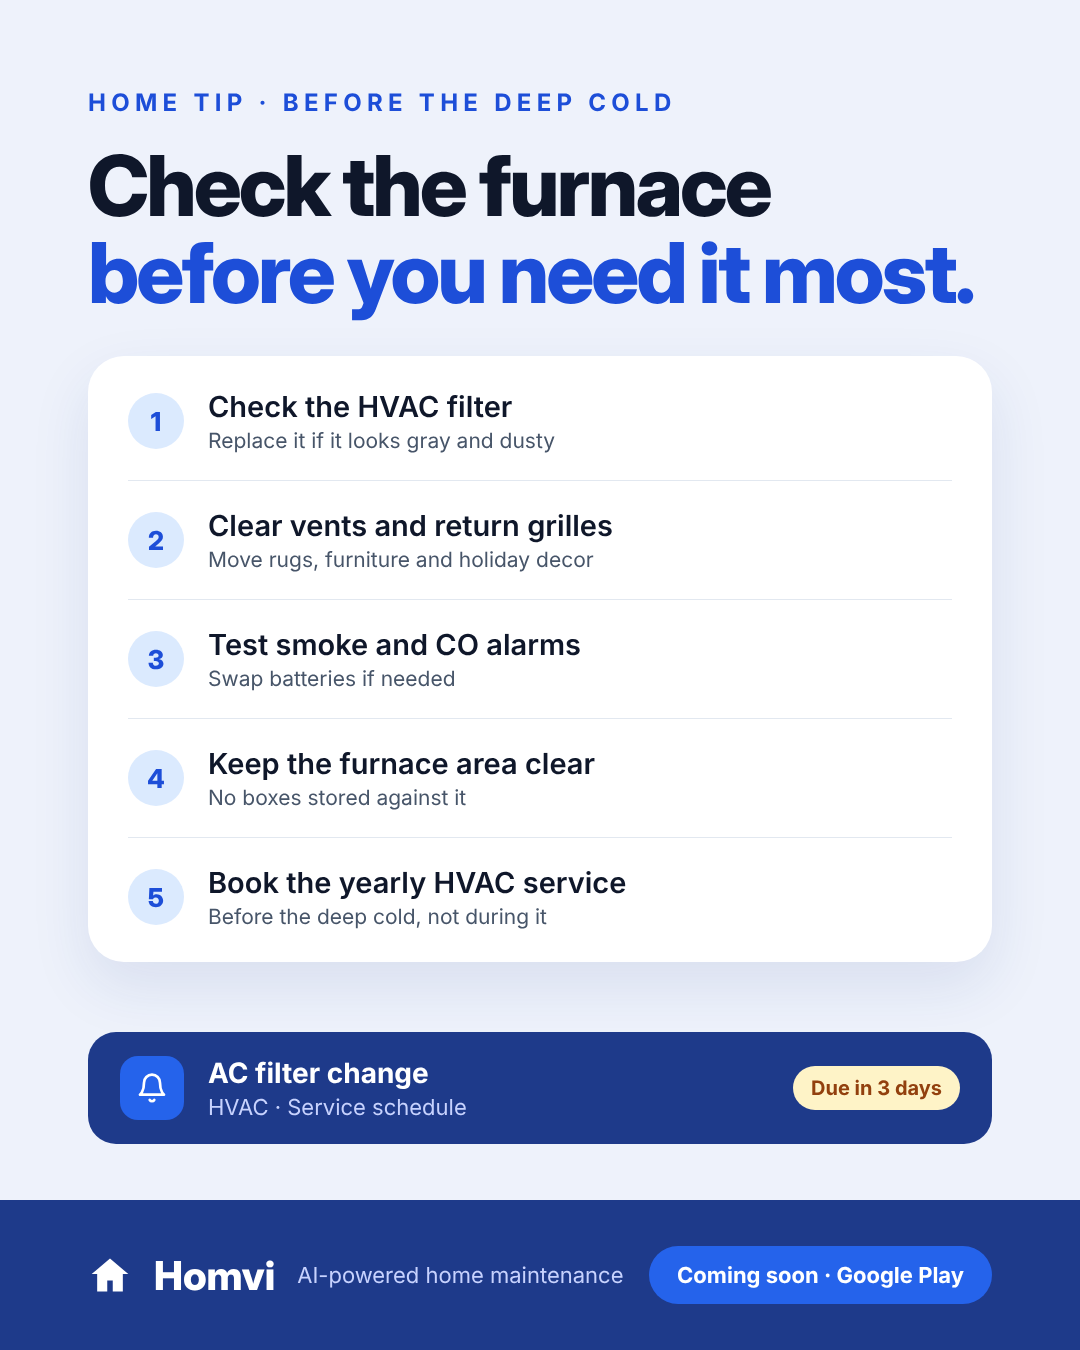 HOME TIP · BEFORE THE DEEP COLD
Check the furnace
before you need it most.
1
Check the HVAC filter
Replace it if it looks gray and dusty
2
Clear vents and return grilles
Move rugs, furniture and holiday decor
3
Test smoke and CO alarms
Swap batteries if needed
4
Keep the furnace area clear
No boxes stored against it
5
Book the yearly HVAC service
Before the deep cold, not during it
AC filter change
HVAC · Service schedule
Due in 3 days
Homvi
AI-powered home maintenance
Coming soon · Google Play